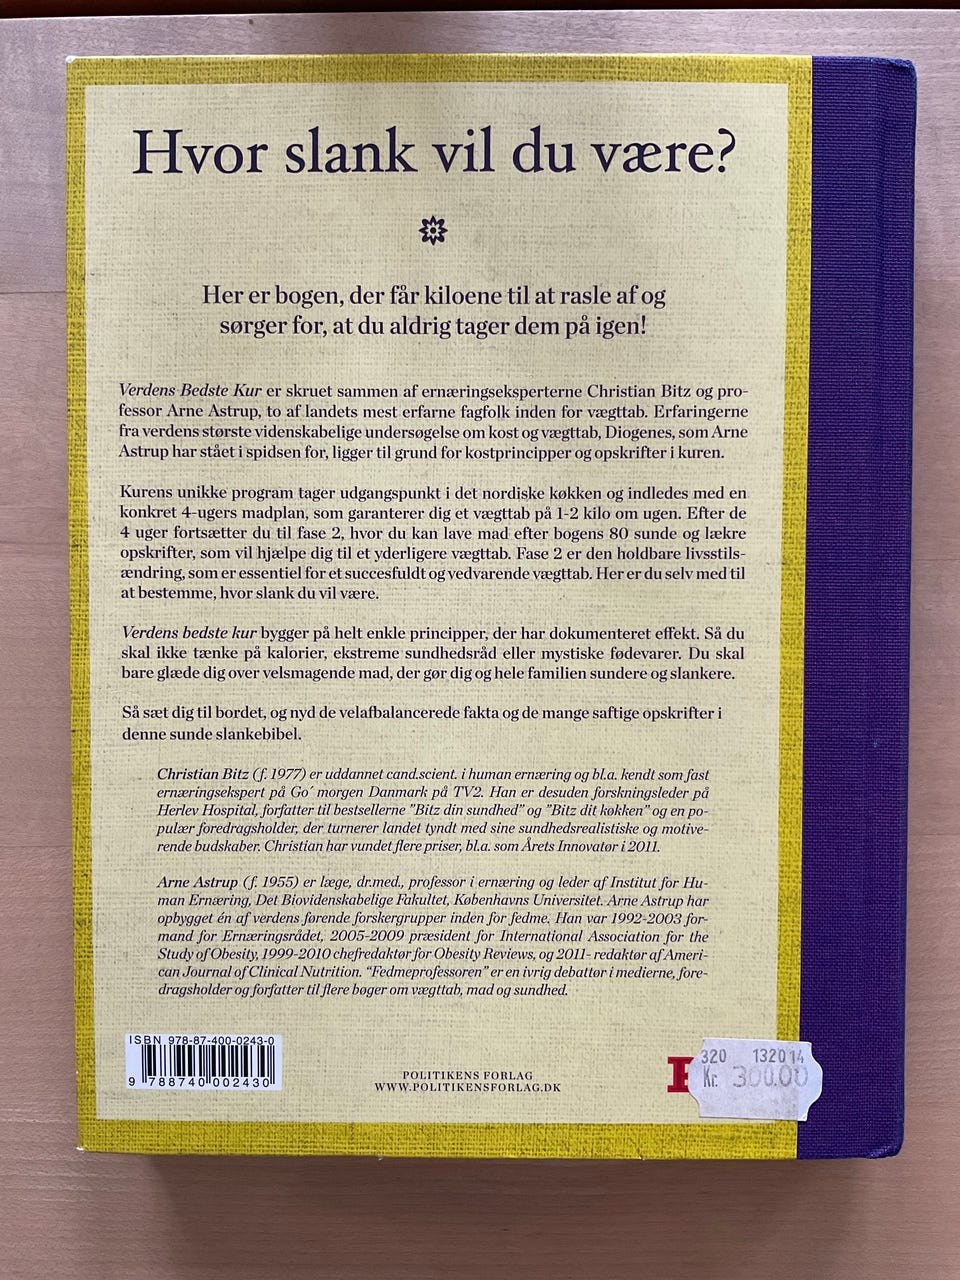 Hvor slank vil du være?
Her er bogen, der får kiloene til at rasle af og
sørger for, at du aldrig tager dem på igen!
Verdens Bedste Kur er skruet sammen af ernæringseksperterne Christian Bitz og pro-
fessor Arne Astrup, to af landets mest erfarne fagfolk inden for vægttab. Erfaringerne
fra verdens største videnskabelige undersøgelse om kost og vægttab, Diogenes, som Arne
Astrup har stået i spidsen for, ligger til grund for kostprincipper og opskrifter i kuren.
Kurens unikke program tager udgangspunkt i det nordiske køkken og indledes med en
konkret 4-ugers madplan, som garanterer dig et vægttab på 1-2 kilo om ugen. Efter de
4 uger fortsætter du til fase 2, hvor du kan lave mad efter bogens 80 sunde og lækre
opskrifter, som vil hjælpe dig til et yderligere vægttab. Fase 2 er den holdbare livsstils-
ændring, som er essentiel for et succesfuldt og vedvarende vægttab. Her er du selv med til
at bestemme, hvor slank du vil være.
Verdens bedste kur bygger på helt enkle principper, der har dokumenteret effekt. Så du
skal ikke tænke på kalorier, ekstreme sundhedsråd eller mystiske fødevarer. Du skal
bare glæde dig over velsmagende mad, der gør dig og hele familien sundere og slankere.
Så sæt dig til bordet, og nyd de velafbalancerede fakta og de mange saftige opskrifter i
denne sunde slankebibel.
Christian Bitz (f. 1977) er uddannet cand.scient. i human ernæring og bl.a. kendt som fast
ernæringsekspert på Go´ morgen Danmark på TV2. Han er desuden forskningsleder på
Herlev Hospital, forfatter til bestsellerne ”Bitz din sundhed” og ”Bitz dit køkken” og en po-
pulær foredragsholder, der turnerer landet tyndt med sine sundhedsrealistiske og motive-
rende budskaber. Christian har vundet flere priser, bl.a. som Årets Innovatør i 2011.
Arne Astrup (f. 1955) er læge, dr.med., professor i ernæring og leder af Institut for Hu-
man Ernæring, Det Biovidenskabelige Fakultet, Københavns Universitet. Arne Astrup har
opbygget én af verdens førende forskergrupper inden for fedme. Han var 1992-2003 for-
mand for Ernæringsrådet, 2005-2009 præsident for International Association for the
Study of Obesity, 1999-2010 chefredaktør for Obesity Reviews, og 2011- redaktør af Ameri-
can Journal of Clinical Nutrition. “Fedmeprofessoren” er en ivrig debattør i medierne, fore-
dragsholder og forfatter til flere bøger om vægttab, mad og sundhed.
ISBN 978-87-400-0243-0
9 788740 002430
POLITIKENS FORLAG
WWW.POLITIKENSFORLAG.DK
320 132014
Kr. 300.00